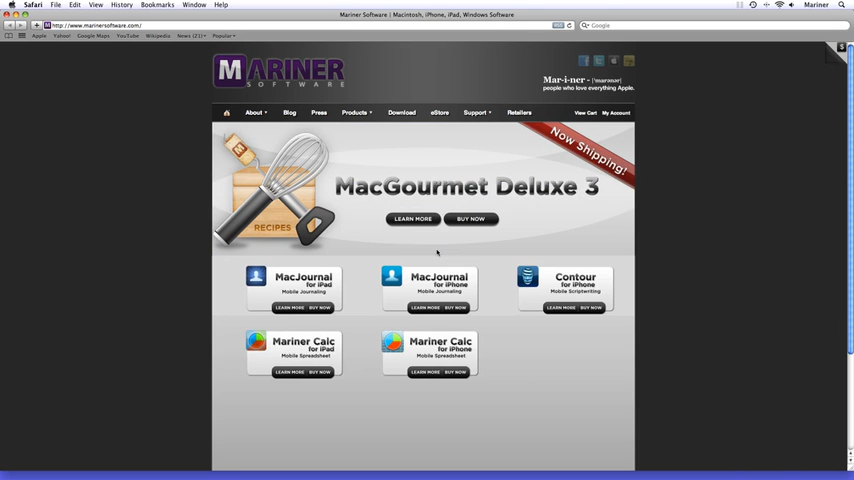 Safari File Edit View History Bookmarks Window Help Mariner
Mariner Software | Macintosh, iPhone, iPad, Windows Software
http://www.marinersoftware.com/
Google
Apple Yahoo! Google Maps YouTube Wikipedia News (21) Popular
MARINER
SOFTWARE
Mar·i·ner - |'marənər|
people who love everything Apple.
About Blog Press Products Download eStore Support Retailers View Cart My Account
Now Shipping!
M
RECIPES
MacGourmet Deluxe 3
LEARN MORE BUY NOW
MacJournal
for iPad
Mobile Journaling
LEARN MORE BUY NOW
MacJournal
for iPhone
Mobile Journaling
LEARN MORE BUY NOW
Contour
for iPhone
Mobile Scriptwriting
LEARN MORE BUY NOW
Mariner Calc
for iPad
Mobile Spreadsheet
LEARN MORE BUY NOW
Mariner Calc
for iPhone
Mobile Spreadsheet
LEARN MORE BUY NOW